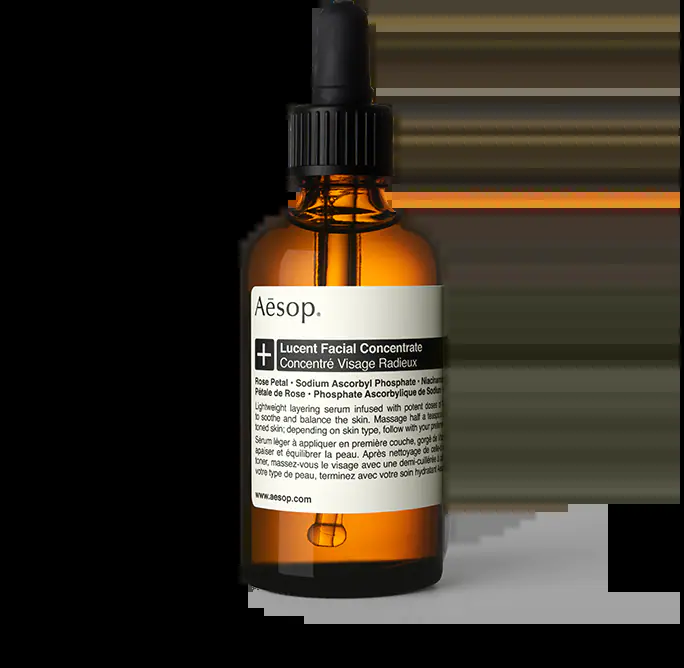 Aēsop.®
Lucent Facial Concentrate
Concentré Visage Radieux
Rose Petal · Sodium Ascorbyl Phosphate ·
Pétale de Rose · Phosphate Ascorbylique de
Lightweight layering serum infused with potent doses
to soothe and balance the skin. Massage half a
toned skin; depending on skin type, follow with your
Sérum léger à appliquer en première couche, gorgé de
apaiser et équilibrer la peau. Après nettoyage
toner, massez-vous le visage avec une demi-cuillérée
votre type de peau, terminez avec votre soin hydratant
www.aesop.com